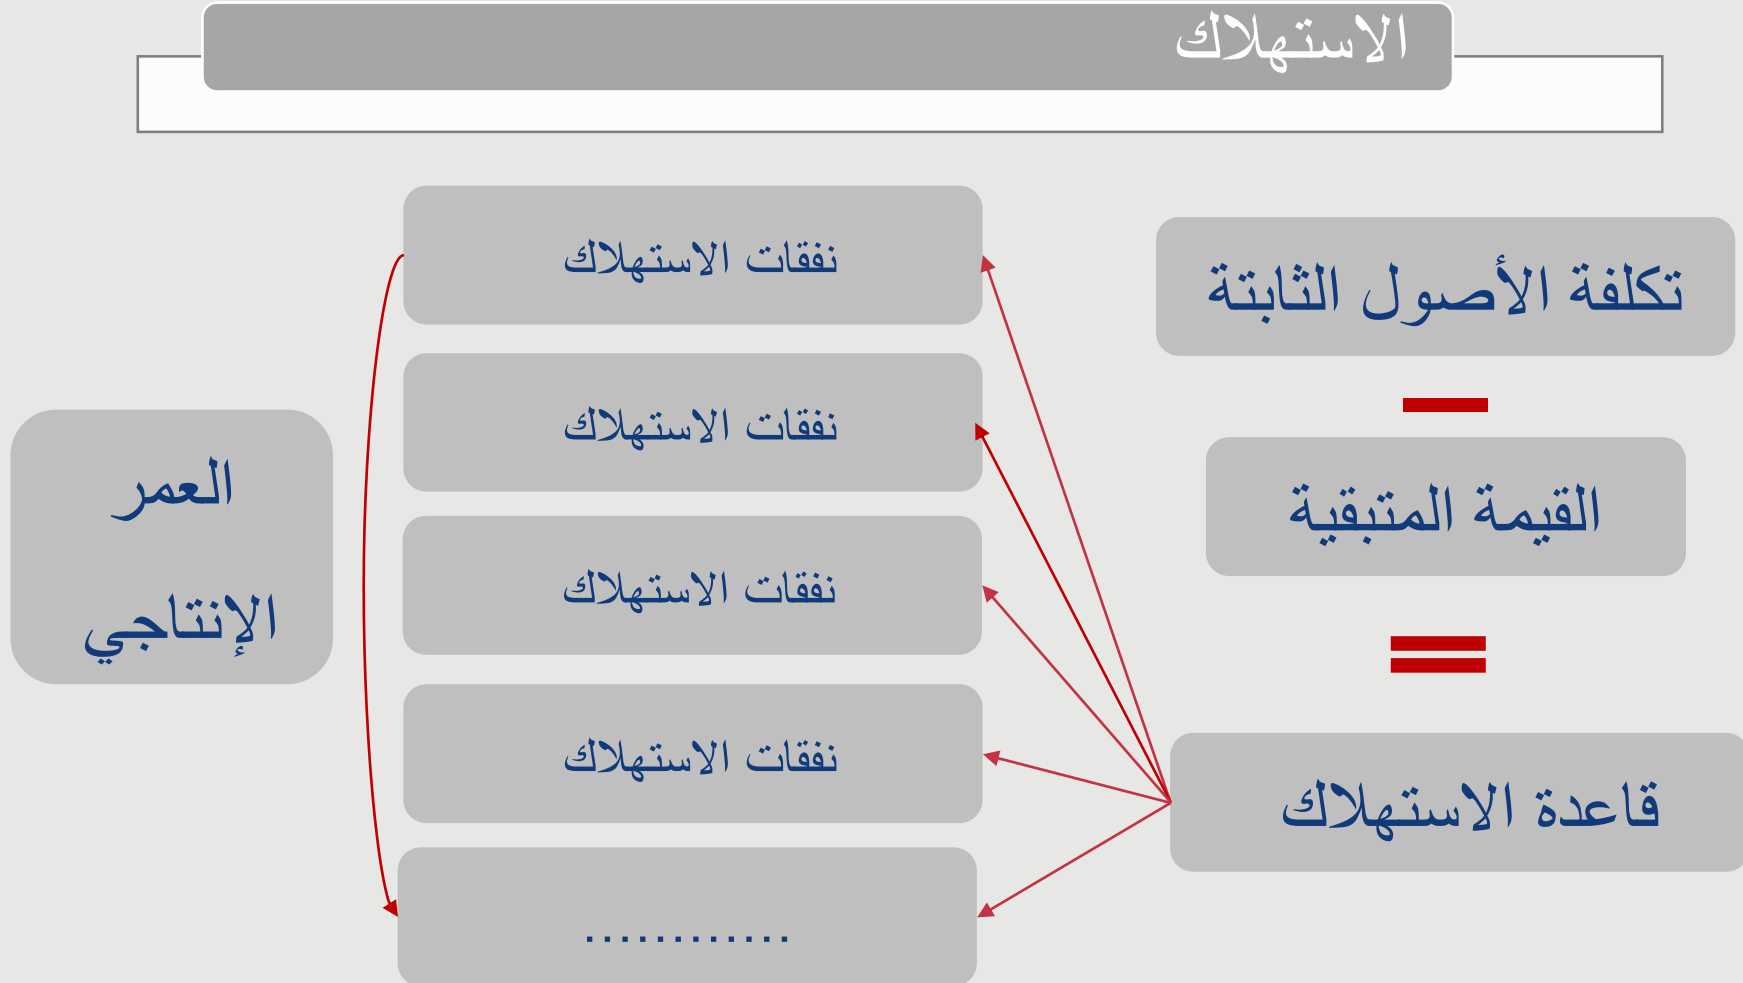 الاستهلاك
تكلفة الأصول الثابتة
القيمة المتبقية
قاعدة الاستهلاك
نفقات الاستهلاك
نفقات الاستهلاك
نفقات الاستهلاك
نفقات الاستهلاك
............
العمر
الإنتاجي